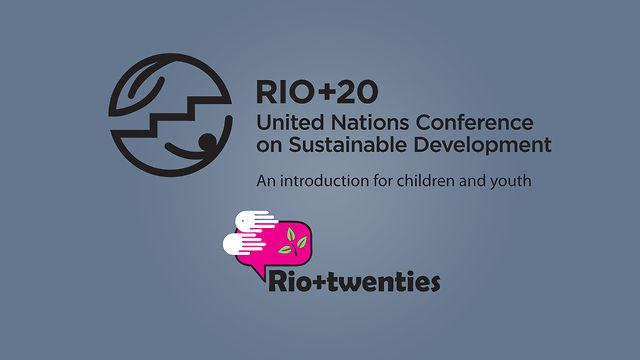 RIO+20
United Nations Conference
on Sustainable Development
An introduction for children and youth
Rio+twenties